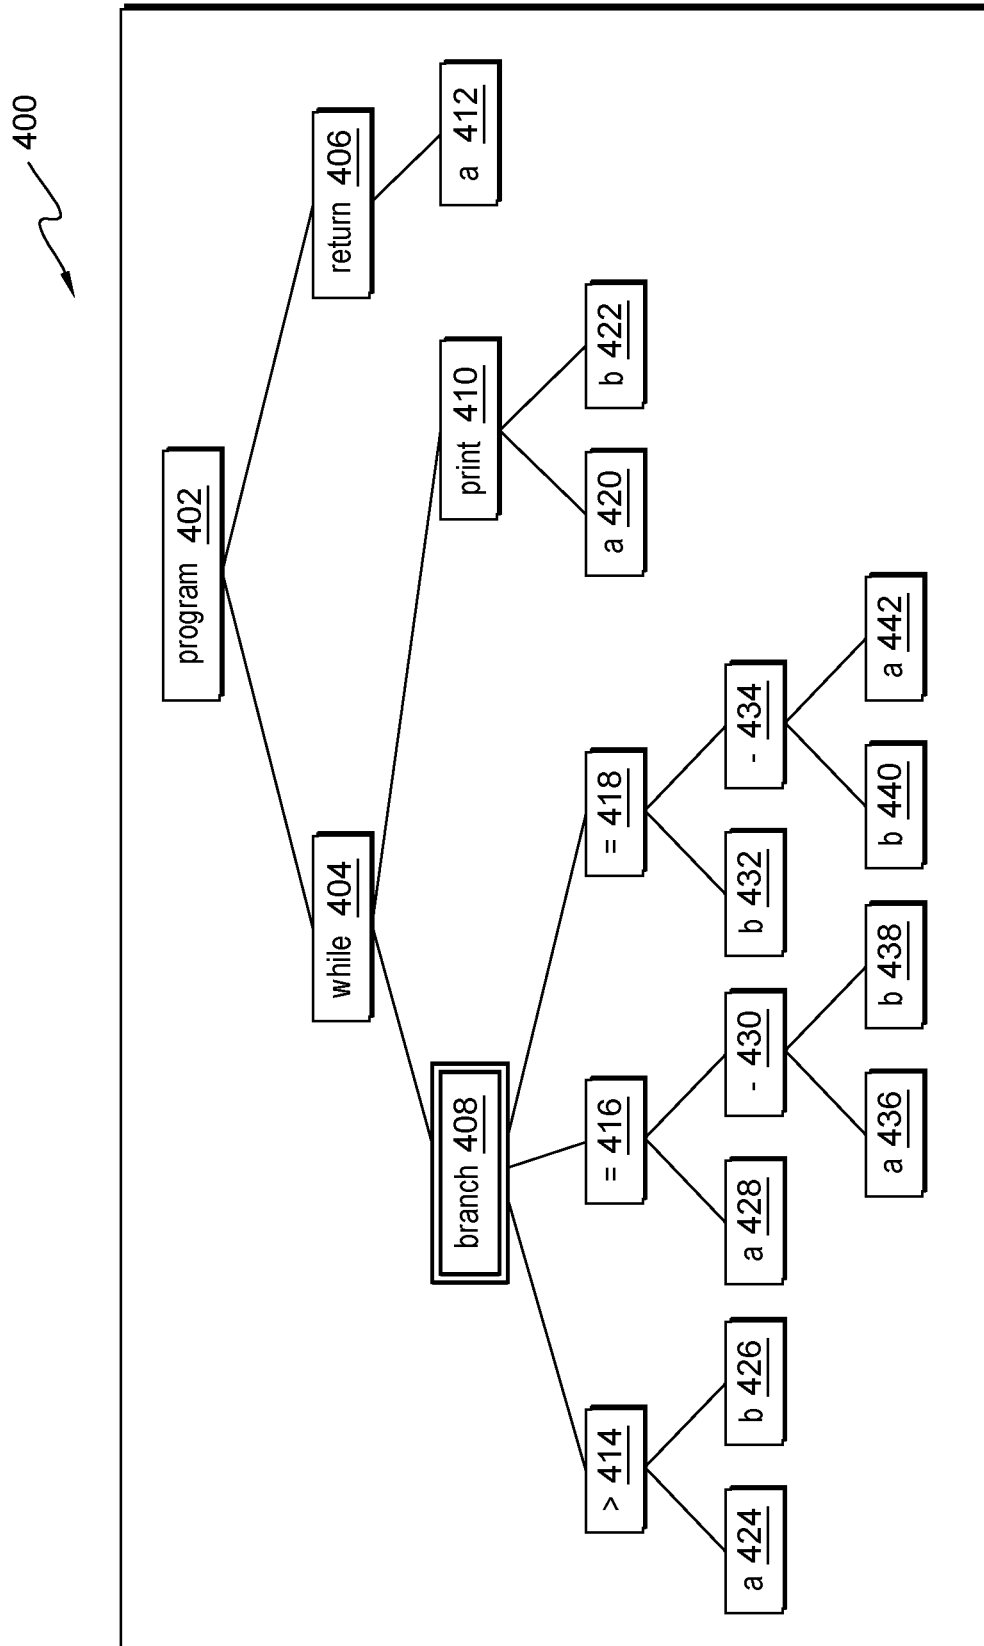 400
program 402
while 404
return 406
branch 408
print 410
a 412
> 414
= 416
= 418
a 420
b 422
a 424
b 426
a 428
- 430
b 432
- 434
a 436
b 438
b 440
a 442